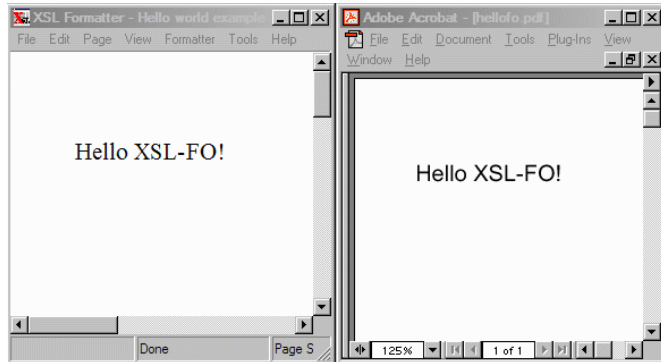 XSL Formatter - Hello world example
File Edit Page View Formatter Tools Help
Hello XSL-FO!
Done
Page S
Adobe Acrobat - [hellofo.pdf]
File Edit Document Tools Plug-Ins View
Window Help
Hello XSL-FO!
125%
1 of 1